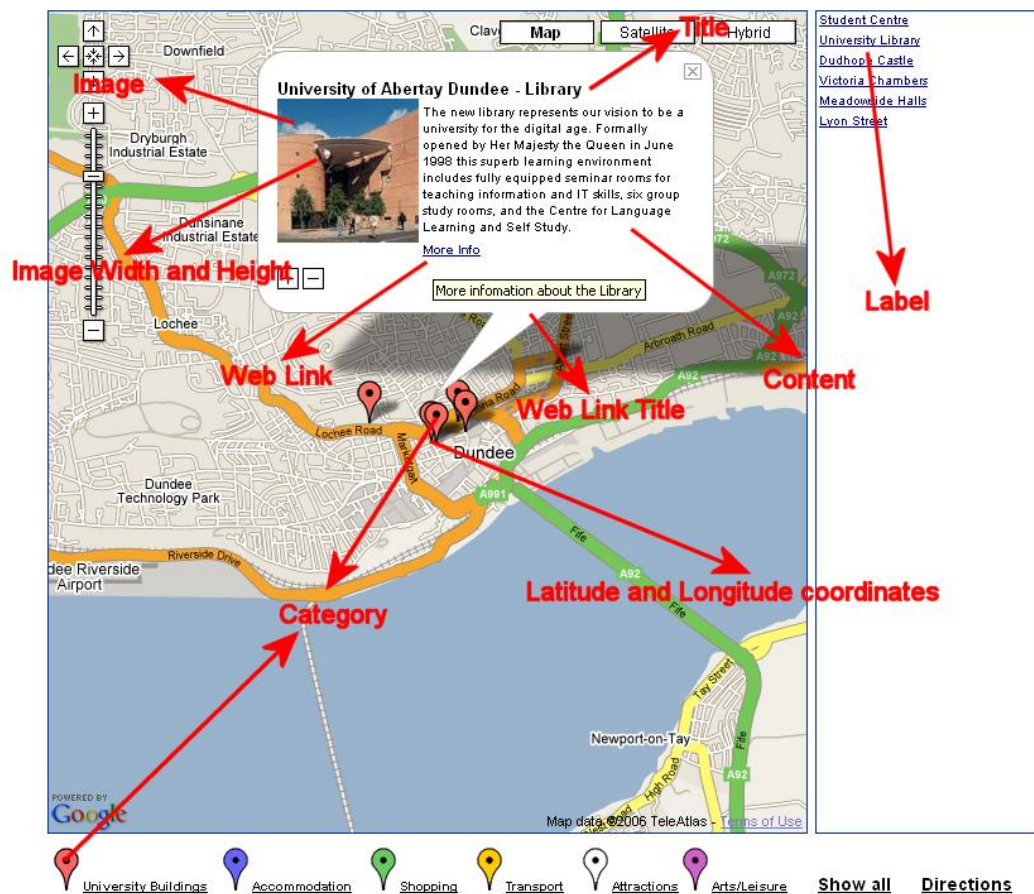 Clav
Map
Satellite
Title
Hybrid
Student Centre
University Library
Dudhope Castle
Victoria Chambers
Meadowside Halls
Lyon Street
Downfield
Image
University of Abertay Dundee - Library
The new library represents our vision to be a
university for the digital age. Formally
opened by Her Majesty the Queen in June
1998 this superb learning environment
includes fully equipped seminar rooms for
teaching information and IT skills, six group
study rooms, and the Centre for Language
Learning and Self Study.
More Info
More infomation about the Library
Dryburgh
Industrial Estate
Dunsinane
Industrial Estate
Image Width and Height
A972
A972
Label
Lochee
Arbroath Road
A92
A92
Web Link
Content
Web Link Title
Lochee Road
Marketgait
Dundee
Dundee
Technology Park
A991
Riverside Drive
dee Riverside
Airport
Fife
A92
Fife
Category
Latitude and Longitude coordinates
Tay Street
Newport-on-Tay
Fife
High Road
A92
POWERED BY
Google
Map data ©2006 TeleAtlas - Terms of Use
University Buildings
Accommodation
Shopping
Transport
Attractions
Arts/Leisure
Show all
Directions